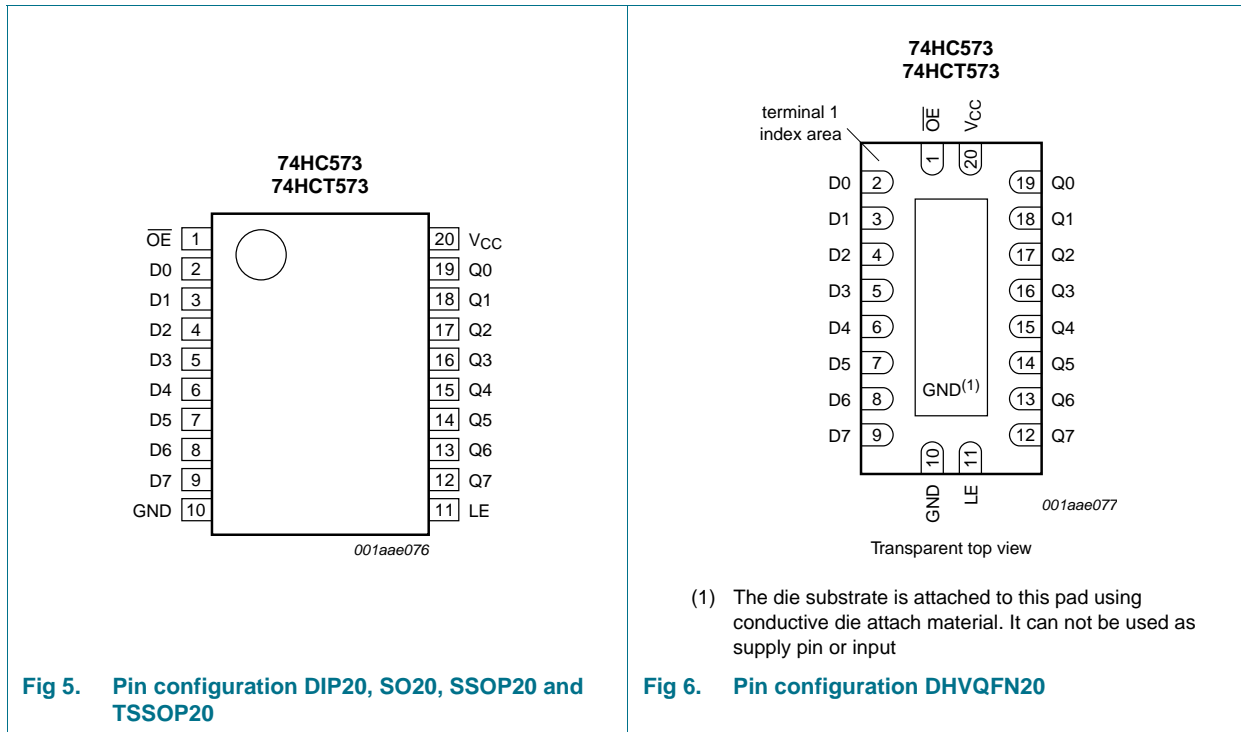 74HC573
74HCT573
OE 1
D0 2
D1 3
D2 4
D3 5
D4 6
D5 7
D6 8
D7 9
GND 10
20 VCC
19 Q0
18 Q1
17 Q2
16 Q3
15 Q4
14 Q5
13 Q6
12 Q7
11 LE
001aae076
Fig 5. Pin configuration DIP20, SO20, SSOP20 and
TSSOP20
74HC573
74HCT573
terminal 1
index area
OE
VCC
1
20
D0 2
D1 3
D2 4
D3 5
D4 6
D5 7
D6 8
D7 9
19 Q0
18 Q1
17 Q2
16 Q3
15 Q4
14 Q5
13 Q6
12 Q7
GND(1)
10
11
GND
LE
001aae077
Transparent top view
(1) The die substrate is attached to this pad using
conductive die attach material. It can not be used as
supply pin or input
Fig 6. Pin configuration DHVQFN20